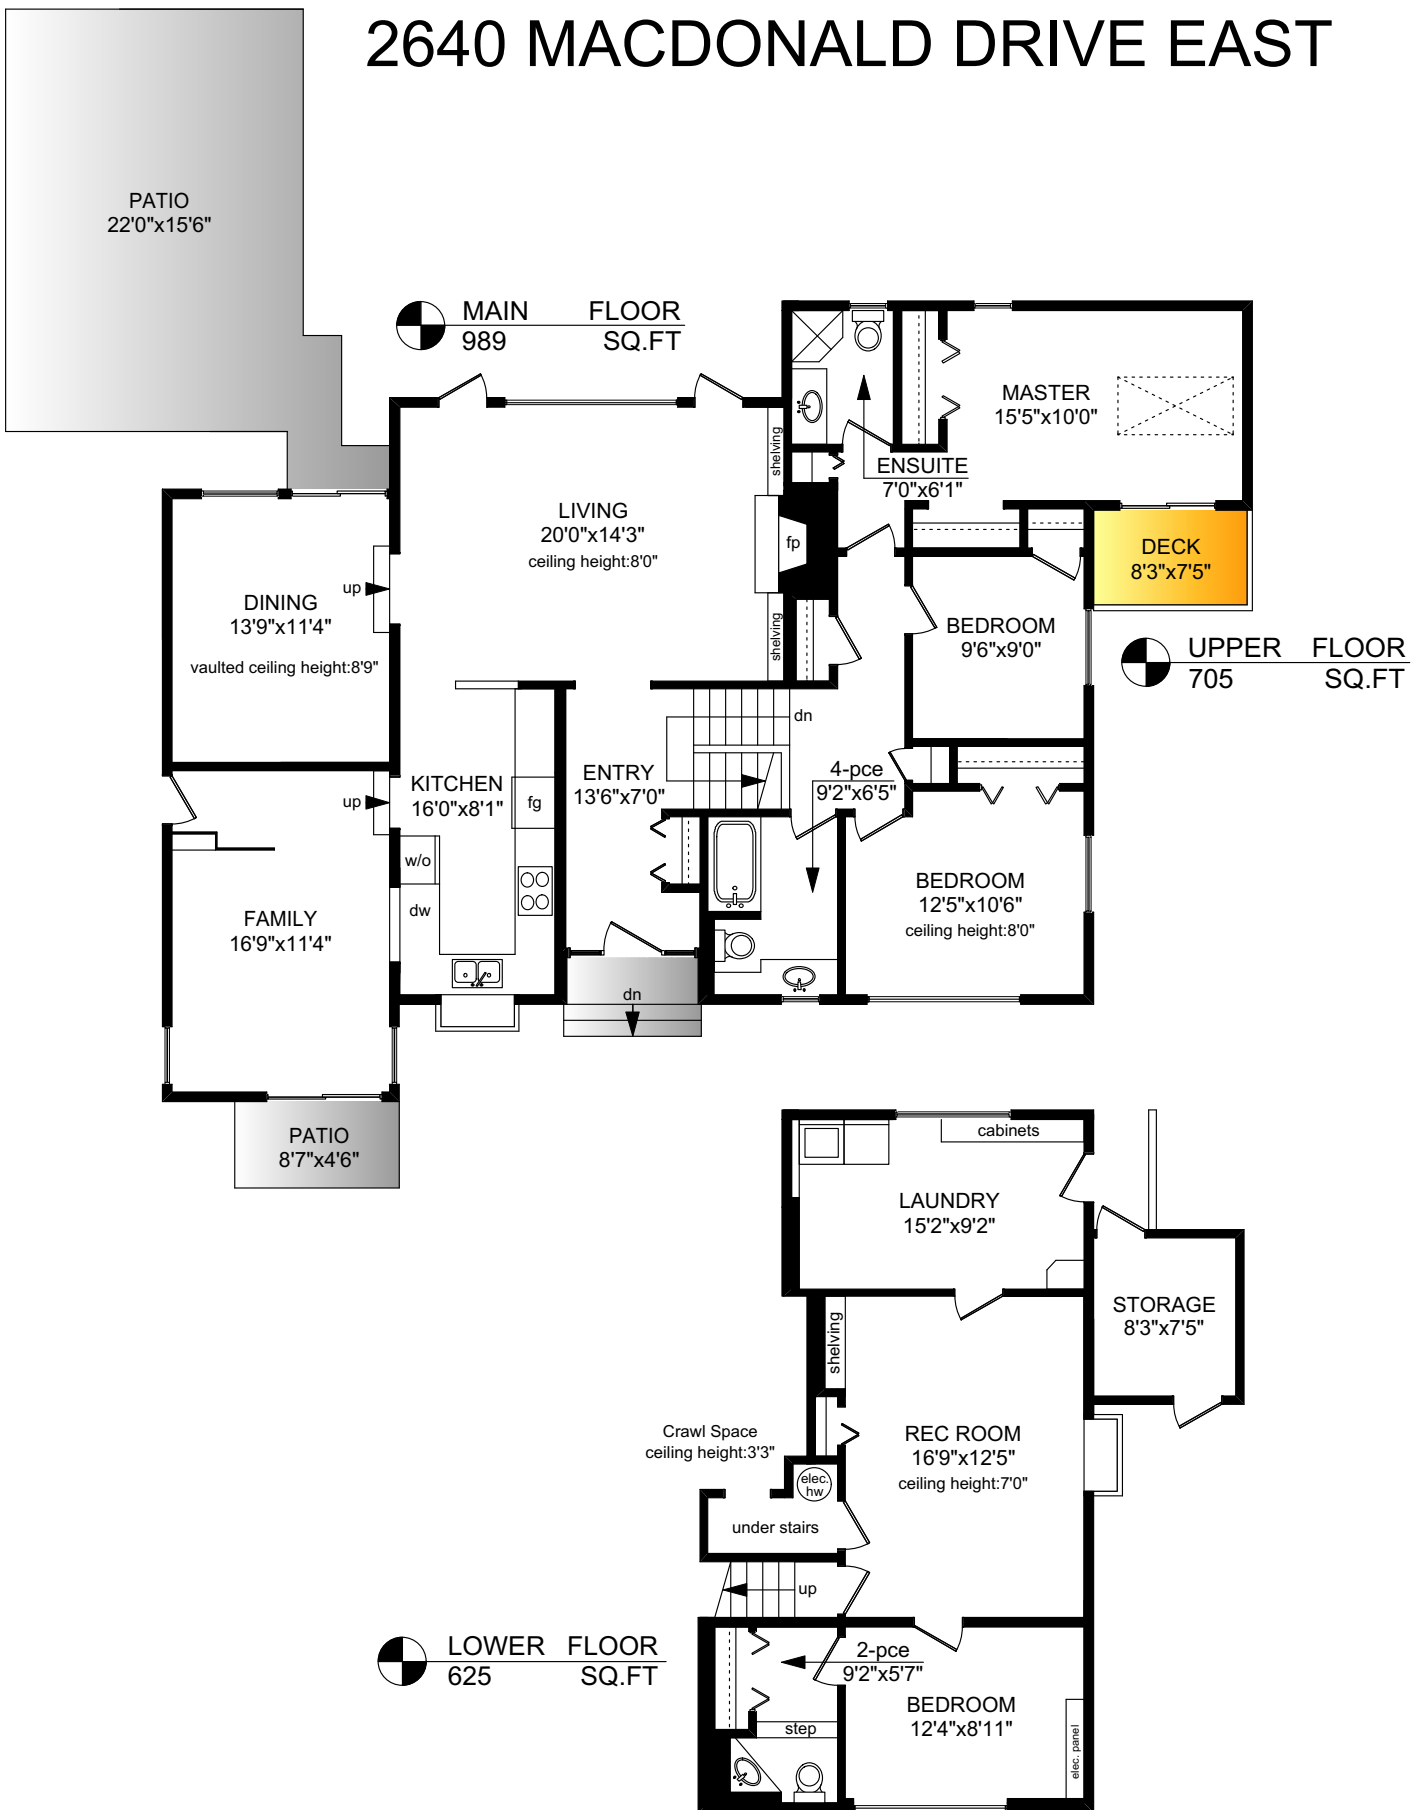 2640 MACDONALD DRIVE EAST
PATIO
22'0"x15'6"
MAIN FLOOR
989 SQ.FT
MASTER
15'5"x10'0"
shelving
ENSUITE
7'0"x6'1"
LIVING
20'0"x14'3"
ceiling height:8'0"
fp
DECK
8'3"x7'5"
up
DINING
13'9"x11'4"
vaulted ceiling height:8'9"
shelving
BEDROOM
9'6"x9'0"
UPPER FLOOR
705 SQ.FT
dn
up
KITCHEN
16'0"x8'1"
fg
ENTRY
13'6"x7'0"
4-pce
9'2"x6'5"
w/o
dw
FAMILY
16'9"x11'4"
BEDROOM
12'5"x10'6"
ceiling height:8'0"
dn
PATIO
8'7"x4'6"
cabinets
LAUNDRY
15'2"x9'2"
STORAGE
8'3"x7'5"
shelving
Crawl Space
ceiling height:3'3"
REC ROOM
16'9"x12'5"
ceiling height:7'0"
elec.
hw
under stairs
up
LOWER FLOOR
625 SQ.FT
2-pce
9'2"x5'7"
BEDROOM
12'4"x8'11"
step
elec. panel